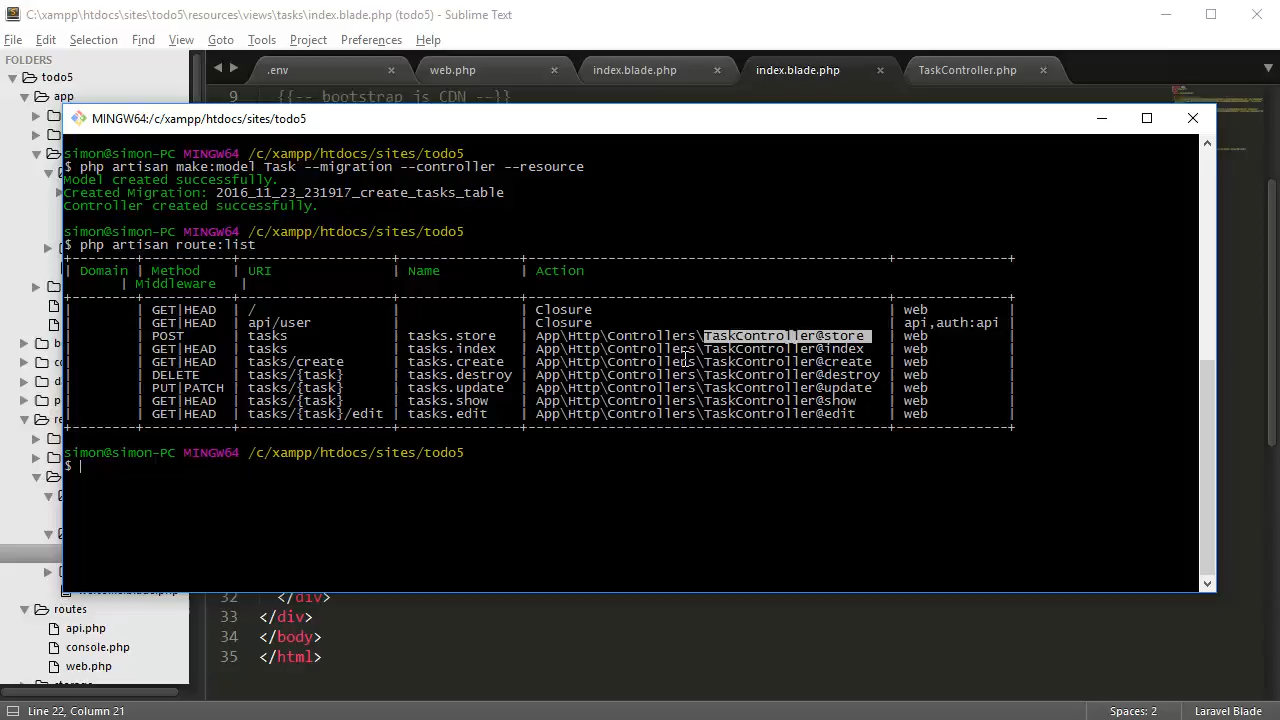 C:\xampp\htdocs\sites\todo5\resources\views\tasks\index.blade.php (todo5) - Sublime Text
File Edit Selection Find View Goto Tools Project Preferences Help
FOLDERS
.env web.php index.blade.php index.blade.php TaskController.php
todo5
app
9 {{-- bootstrap js CDN --}}
MINGW64:/c/xampp/htdocs/sites/todo5
simon@simon-PC MINGW64 /c/xampp/htdocs/sites/todo5
$ php artisan make:model Task --migration --controller --resource
Model created successfully.
Created Migration: 2016_11_23_231917_create_tasks_table
Controller created successfully.
simon@simon-PC MINGW64 /c/xampp/htdocs/sites/todo5
$ php artisan route:list
+--------+-----------+-------------------+---------------+----------------------------------------------+--------------+
| Domain | Method | URI | Name | Action
| Middleware |
+--------+-----------+-------------------+---------------+----------------------------------------------+--------------+
| | GET|HEAD | / | | Closure | web |
| | GET|HEAD | api/user | | Closure | api,auth:api |
| | POST | tasks | tasks.store | App\Http\Controllers\TaskController@store | web |
| | GET|HEAD | tasks | tasks.index | App\Http\Controllers\TaskController@index | web |
| | GET|HEAD | tasks/create | tasks.create | App\Http\Controllers\TaskController@create | web |
| | DELETE | tasks/{task} | tasks.destroy | App\Http\Controllers\TaskController@destroy | web |
| | PUT|PATCH | tasks/{task} | tasks.update | App\Http\Controllers\TaskController@update | web |
| | GET|HEAD | tasks/{task} | tasks.show | App\Http\Controllers\TaskController@show | web |
| | GET|HEAD | tasks/{task}/edit | tasks.edit | App\Http\Controllers\TaskController@edit | web |
+--------+-----------+-------------------+---------------+----------------------------------------------+--------------+
simon@simon-PC MINGW64 /c/xampp/htdocs/sites/todo5
$
32 </div>
33 </div>
34 </body>
35 </html>
routes
api.php
console.php
web.php
Line 22, Column 21 Spaces: 2 Laravel Blade